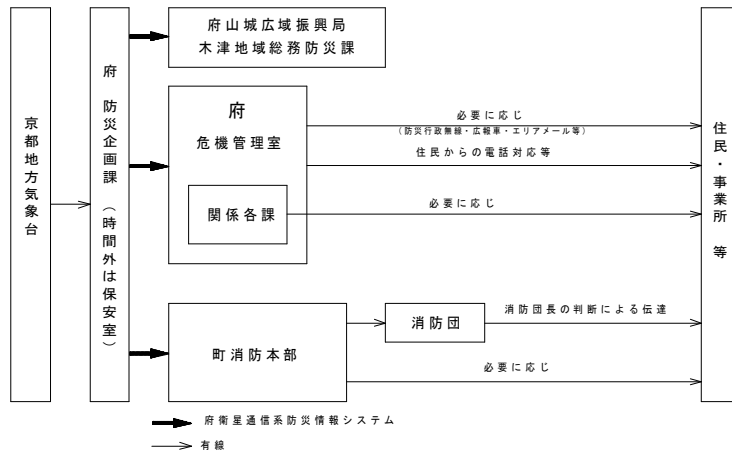 京都地方気象台
府 防災企画課（時間外は保安室）
府山城広域振興局
木津地域総務防災課
府
危機管理室
関係各課
必要に応じ
（防災行政無線・広報車・エリアメール等）
住民からの電話対応等
必要に応じ
町消防本部
消防団
消防団長の判断による伝達
必要に応じ
住民・事業所 等
府衛星通信系防災情報システム
有線